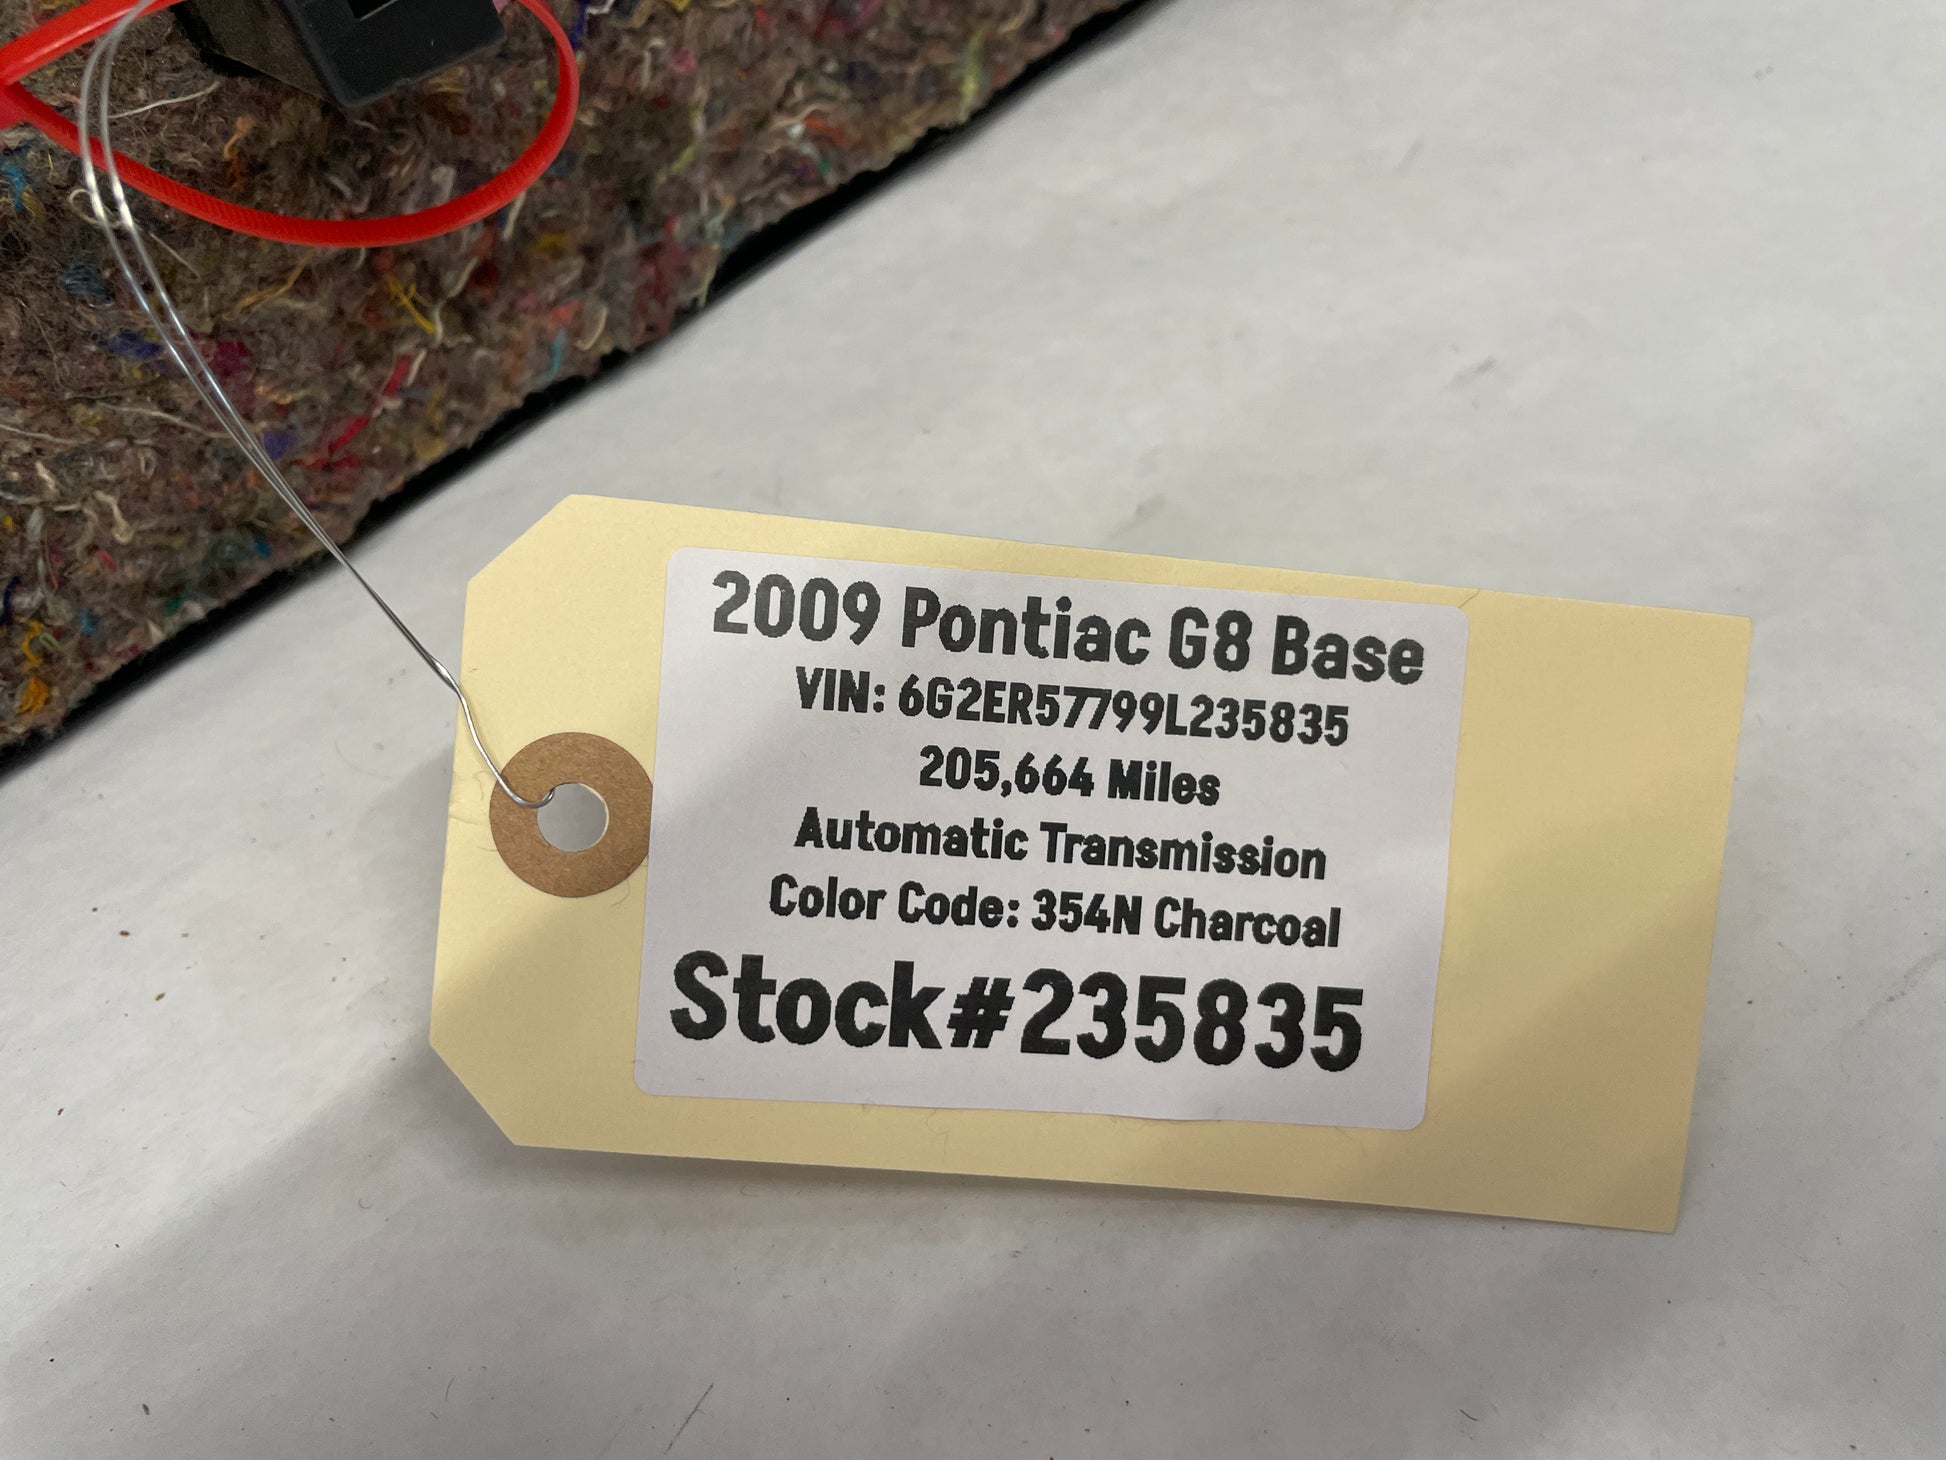 2009 Pontiac G8 Base
VIN: 6G2ER57799L235835
205,664 Miles
Automatic Transmission
Color Code: 354N Charcoal
Stock#235835